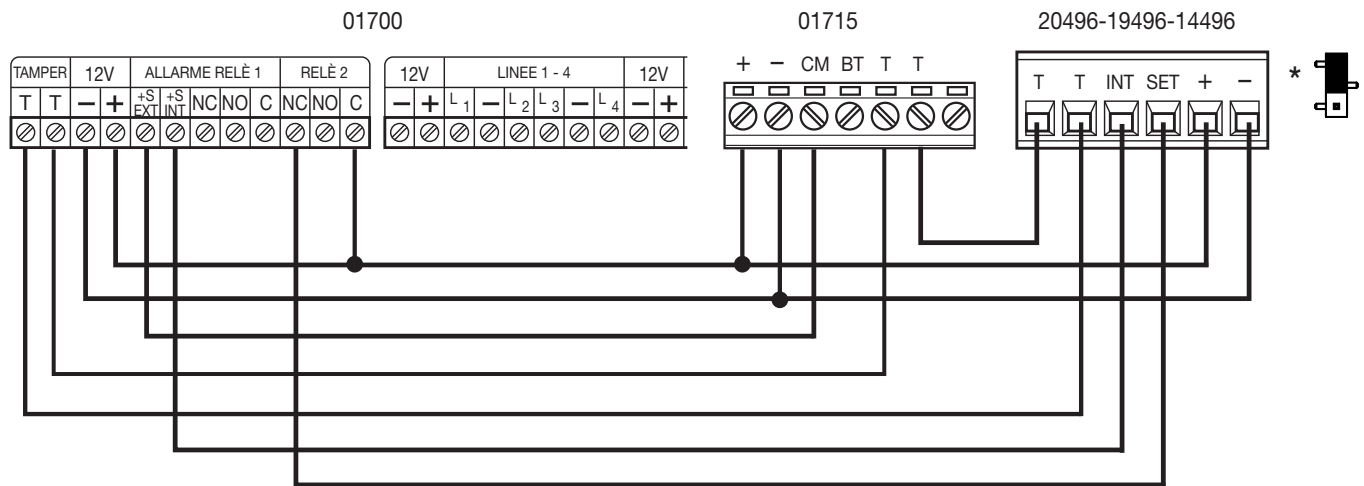 01700
01715
20496-19496-14496
TAMPER 12V ALLARME RELÈ 1 RELÈ 2
T T − + +S EXT +S INT NC NO C NC NO C
12V LINEE 1 - 4 12V
− + L1 − L2 L3 − L4 − +
+ − CM BT T T
T T INT SET + −
*